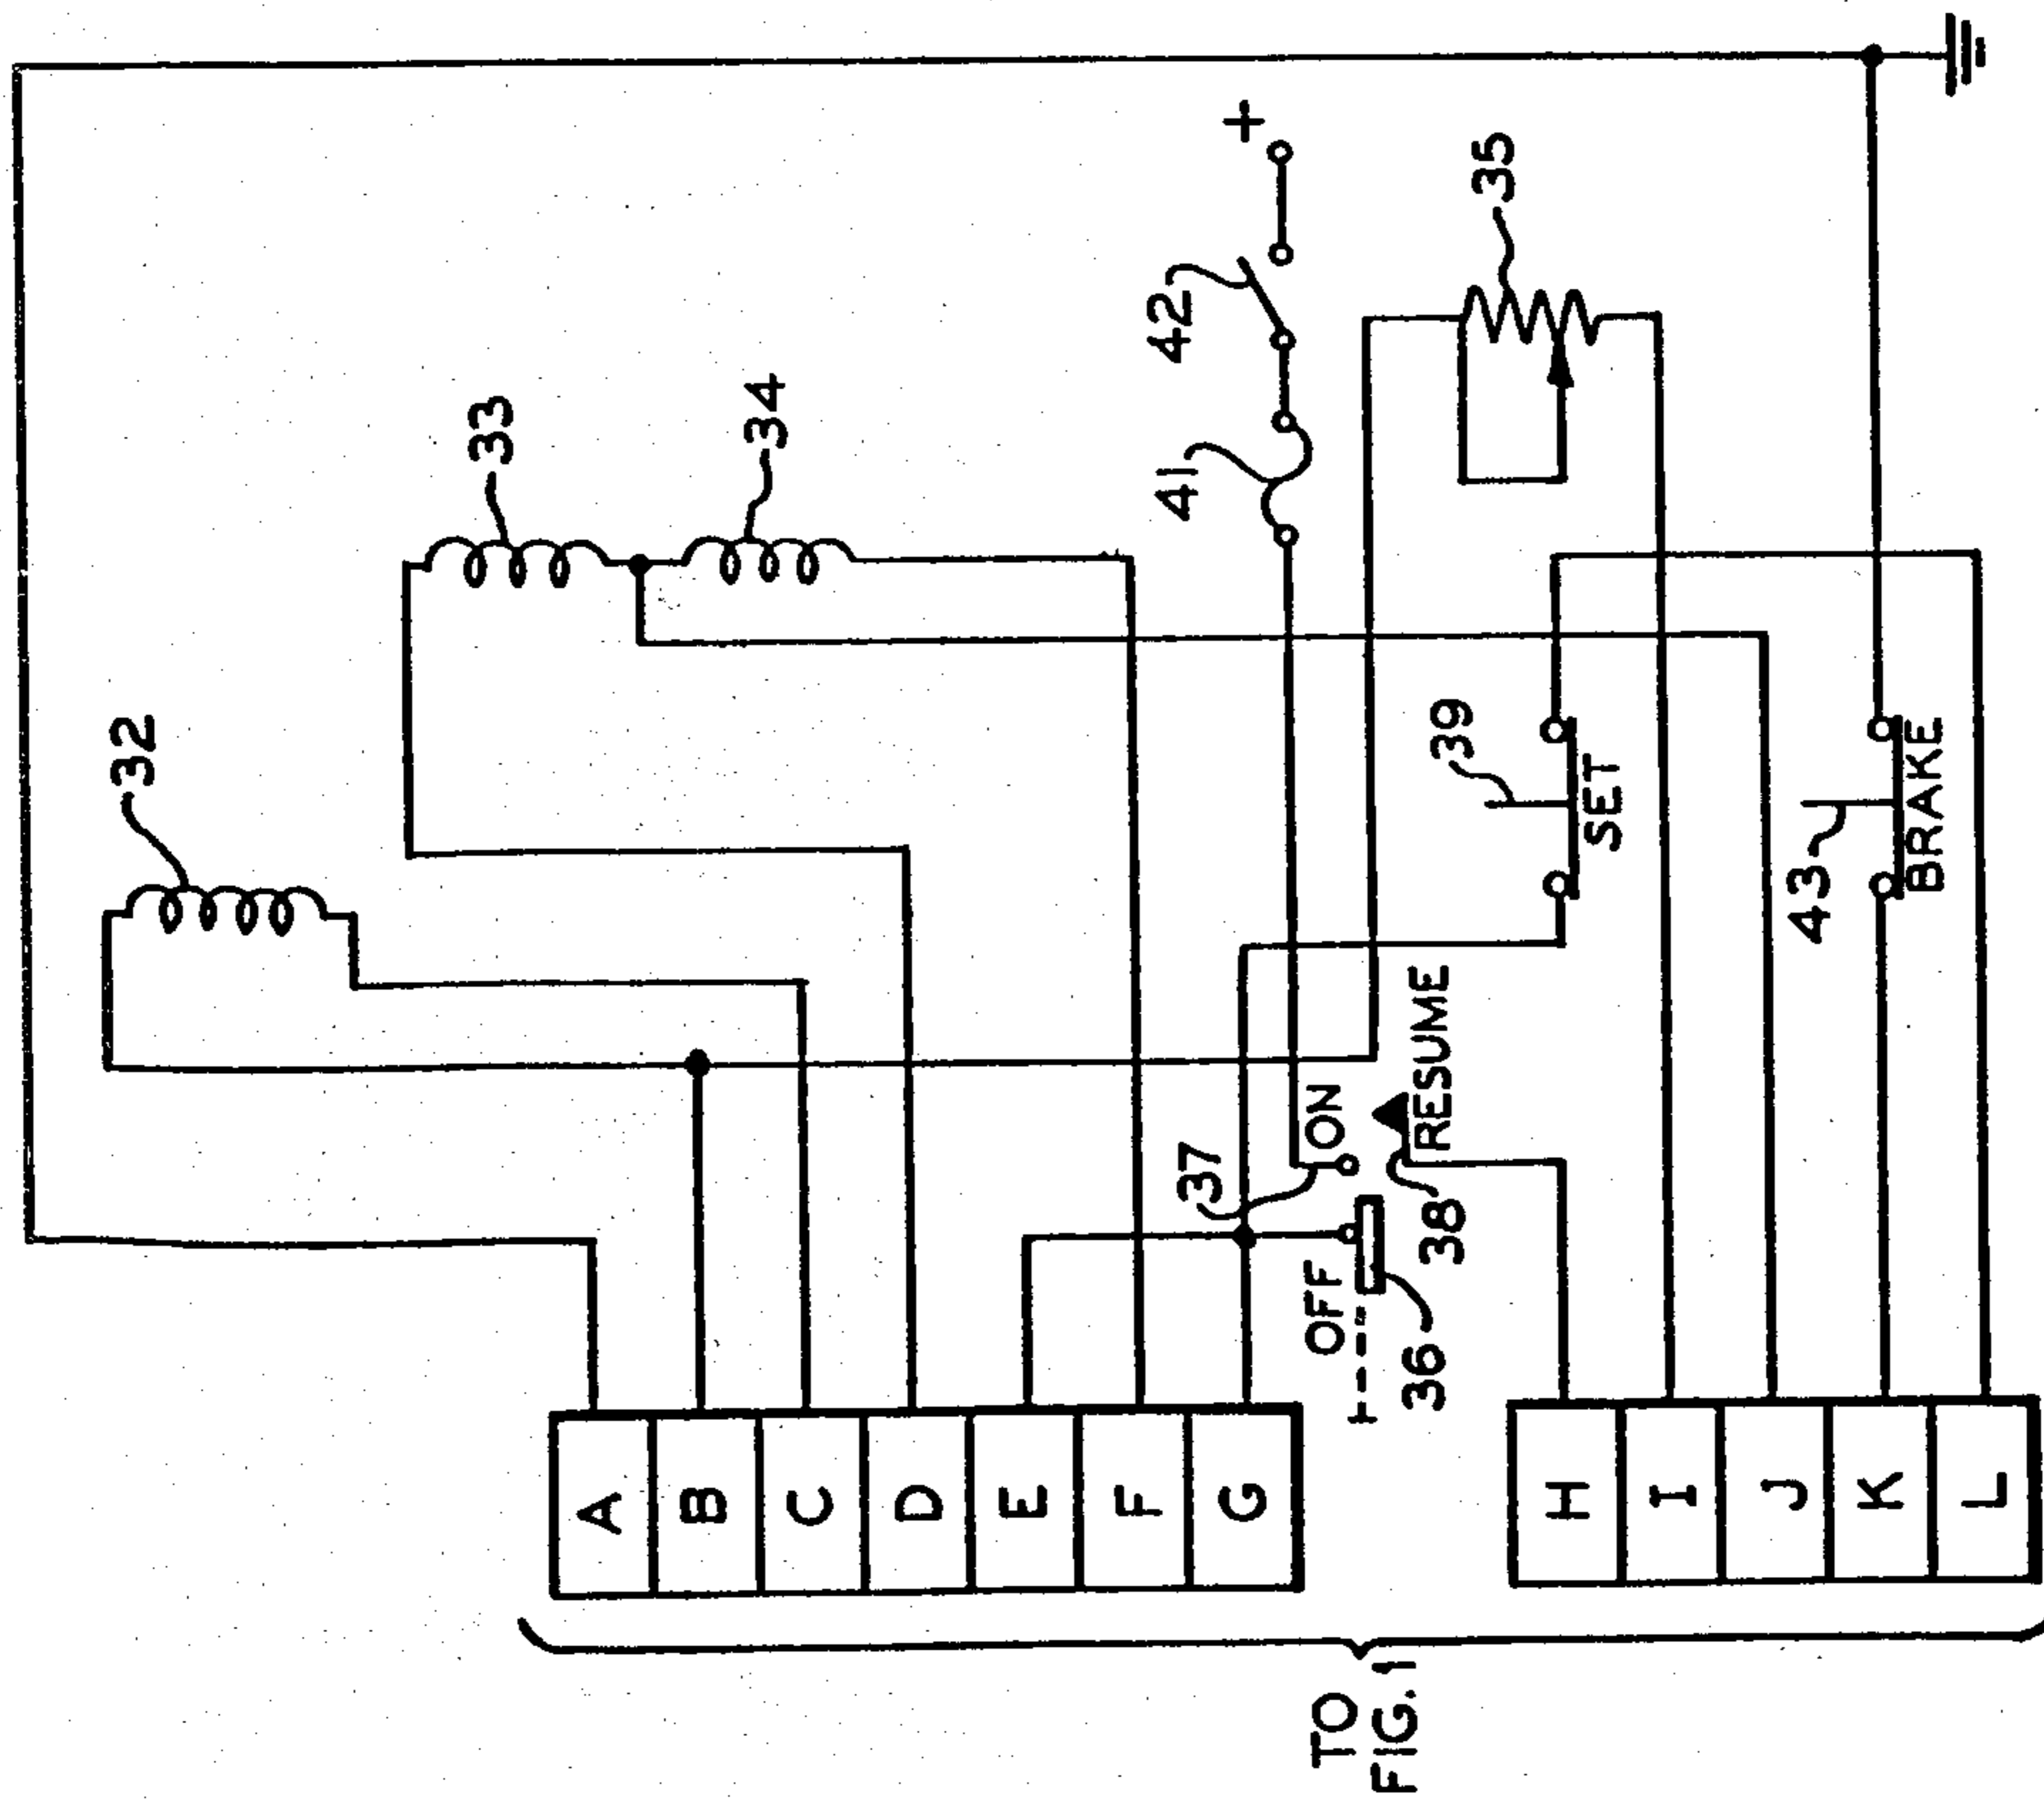 TO
FIG. 1
A
B
C
D
E
F
G
H
I
J
K
L
32
33
34
35
36
37
38
39
41
42
43
+
OFF
ON
RESUME
SET
BRAKE